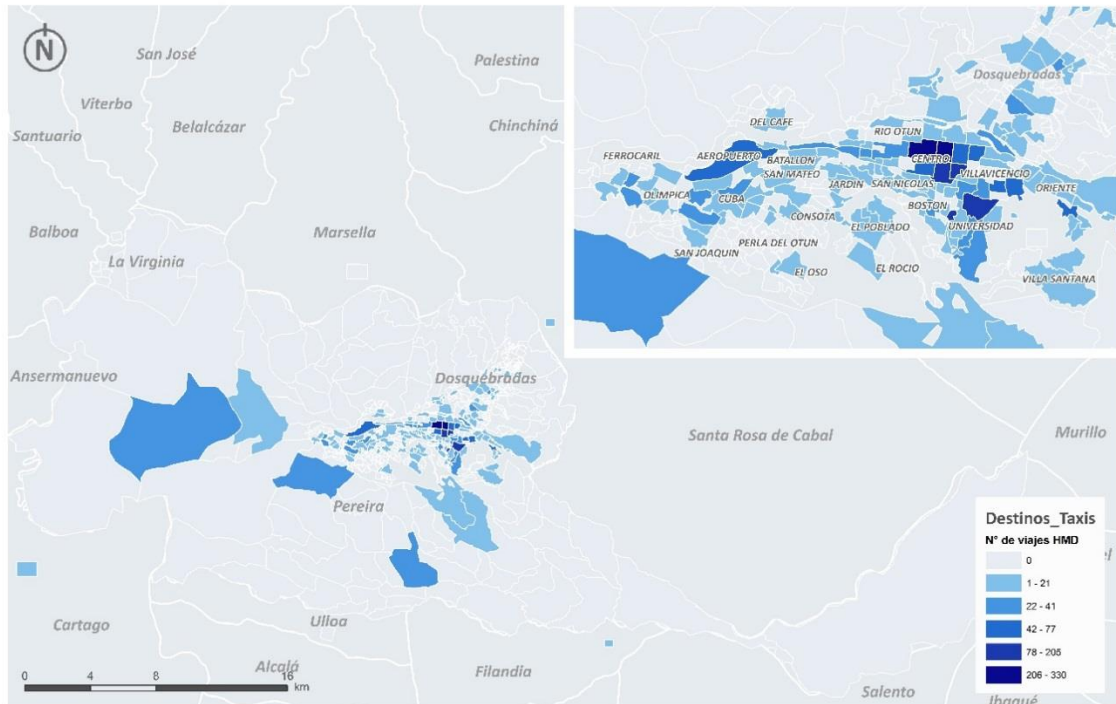 N
San José
Palestina
Viterbo
Santuario
Belalcázar
Chinchiná
Balboa
Marsella
La Virginia
Ansermanuevo
Dosquebradas
Santa Rosa de Cabal
Murillo
Pereira
Cartago
Ulloa
Alcalá
Filandia
Salento
Ibagué
0 4 8 16
km
Dosquebradas
DEL CAFE
RIO OTUN
FERROCARIL
AEROPUERTO
BATALLON
CENTRO
SAN MATEO
VILLAVICENCIO
OLIMPICA
CUBA
JARDIN
SAN NICOLAS
ORIENTE
BOSTON
CONSOTA
EL POBLADO
UNIVERSIDAD
SAN JOAQUIN
PERLA DEL OTUN
EL OSO
EL ROCIO
VILLA SANTANA
Destinos_Taxis
N° de viajes HMD
0
1 - 21
22 - 41
42 - 77
78 - 205
206 - 330